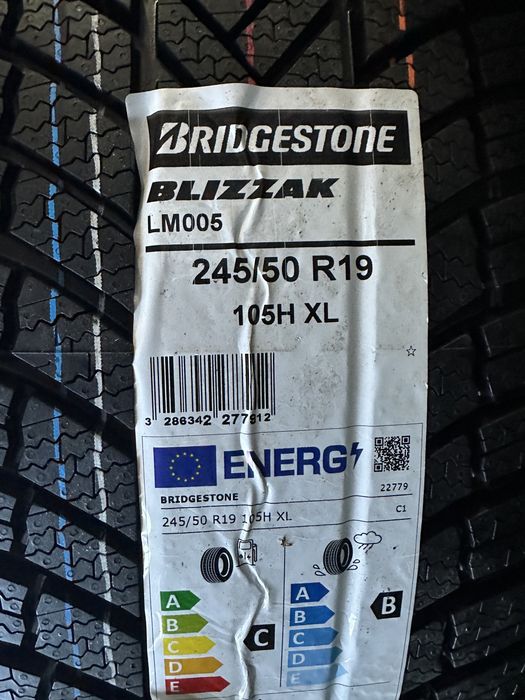 BRIDGESTONE
BLIZZAK
LM005
245/50 R19
105H XL
3 286342 277912
ENERG
BRIDGESTONE
22779
245/50 R19 105H XL
C1
A
B
C
D
E
C
A
B
C
D
E
B